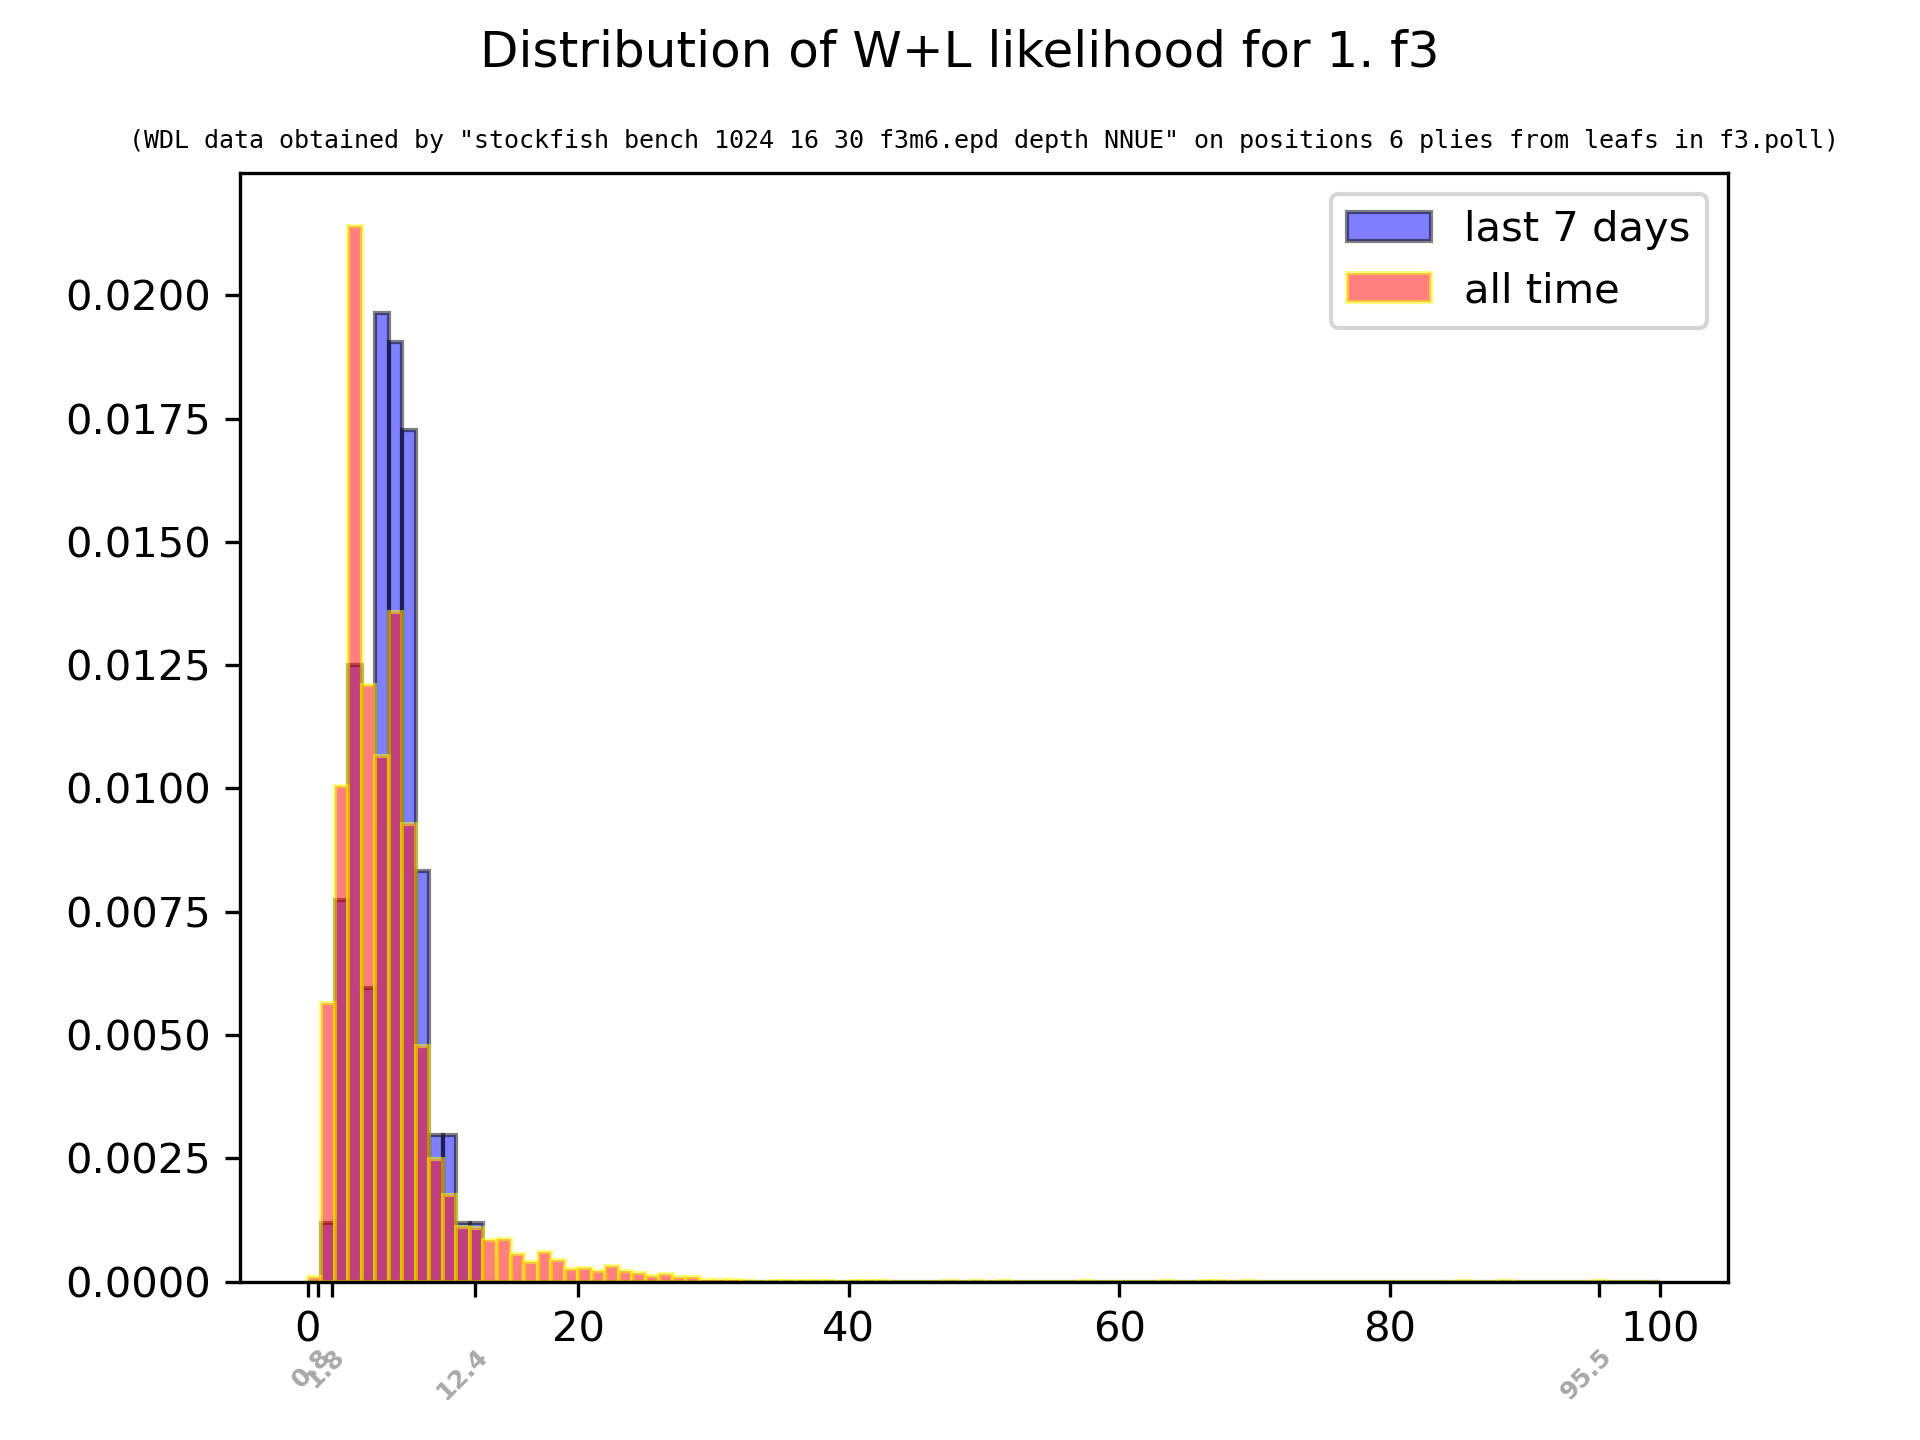 Distribution of W+L likelihood for 1. f3
(WDL data obtained by "stockfish bench 1024 16 30 f3m6.epd depth NNUE" on positions 6 plies from leafs in f3.poll)
last 7 days
all time
0.0200
0.0175
0.0150
0.0125
0.0100
0.0075
0.0050
0.0025
0.0000
0 20 40 60 80 100
0.8 1.8 12.4 95.5